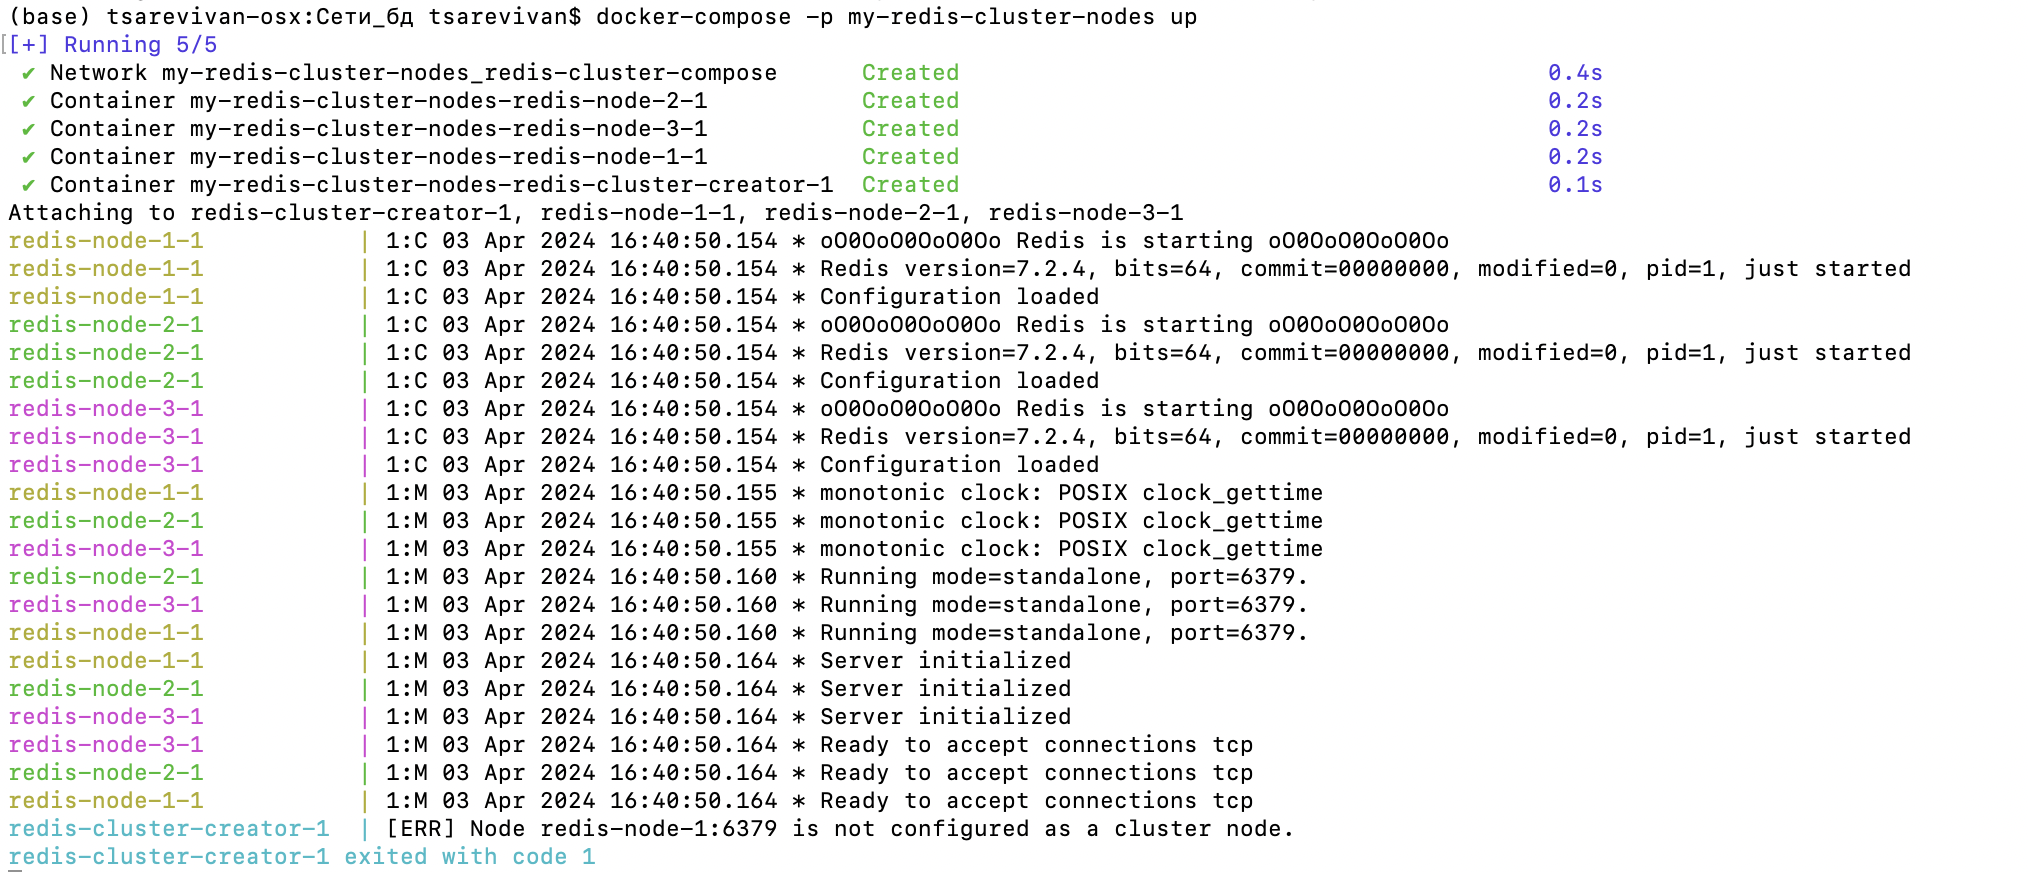 (base) tsarevivan-osx:Сети_бд tsarevivan$ docker-compose -p my-redis-cluster-nodes up
[[+] Running 5/5
✔ Network my-redis-cluster-nodes_redis-cluster-compose Created 0.4s
✔ Container my-redis-cluster-nodes-redis-node-2-1 Created 0.2s
✔ Container my-redis-cluster-nodes-redis-node-3-1 Created 0.2s
✔ Container my-redis-cluster-nodes-redis-node-1-1 Created 0.2s
✔ Container my-redis-cluster-nodes-redis-cluster-creator-1 Created 0.1s
Attaching to redis-cluster-creator-1, redis-node-1-1, redis-node-2-1, redis-node-3-1
redis-node-1-1 | 1:C 03 Apr 2024 16:40:50.154 * oO0OoO0OoO0Oo Redis is starting oO0OoO0OoO0Oo
redis-node-1-1 | 1:C 03 Apr 2024 16:40:50.154 * Redis version=7.2.4, bits=64, commit=00000000, modified=0, pid=1, just started
redis-node-1-1 | 1:C 03 Apr 2024 16:40:50.154 * Configuration loaded
redis-node-2-1 | 1:C 03 Apr 2024 16:40:50.154 * oO0OoO0OoO0Oo Redis is starting oO0OoO0OoO0Oo
redis-node-2-1 | 1:C 03 Apr 2024 16:40:50.154 * Redis version=7.2.4, bits=64, commit=00000000, modified=0, pid=1, just started
redis-node-2-1 | 1:C 03 Apr 2024 16:40:50.154 * Configuration loaded
redis-node-3-1 | 1:C 03 Apr 2024 16:40:50.154 * oO0OoO0OoO0Oo Redis is starting oO0OoO0OoO0Oo
redis-node-3-1 | 1:C 03 Apr 2024 16:40:50.154 * Redis version=7.2.4, bits=64, commit=00000000, modified=0, pid=1, just started
redis-node-3-1 | 1:C 03 Apr 2024 16:40:50.154 * Configuration loaded
redis-node-1-1 | 1:M 03 Apr 2024 16:40:50.155 * monotonic clock: POSIX clock_gettime
redis-node-2-1 | 1:M 03 Apr 2024 16:40:50.155 * monotonic clock: POSIX clock_gettime
redis-node-3-1 | 1:M 03 Apr 2024 16:40:50.155 * monotonic clock: POSIX clock_gettime
redis-node-2-1 | 1:M 03 Apr 2024 16:40:50.160 * Running mode=standalone, port=6379.
redis-node-3-1 | 1:M 03 Apr 2024 16:40:50.160 * Running mode=standalone, port=6379.
redis-node-1-1 | 1:M 03 Apr 2024 16:40:50.160 * Running mode=standalone, port=6379.
redis-node-1-1 | 1:M 03 Apr 2024 16:40:50.164 * Server initialized
redis-node-2-1 | 1:M 03 Apr 2024 16:40:50.164 * Server initialized
redis-node-3-1 | 1:M 03 Apr 2024 16:40:50.164 * Server initialized
redis-node-3-1 | 1:M 03 Apr 2024 16:40:50.164 * Ready to accept connections tcp
redis-node-2-1 | 1:M 03 Apr 2024 16:40:50.164 * Ready to accept connections tcp
redis-node-1-1 | 1:M 03 Apr 2024 16:40:50.164 * Ready to accept connections tcp
redis-cluster-creator-1 | [ERR] Node redis-node-1:6379 is not configured as a cluster node.
redis-cluster-creator-1 exited with code 1